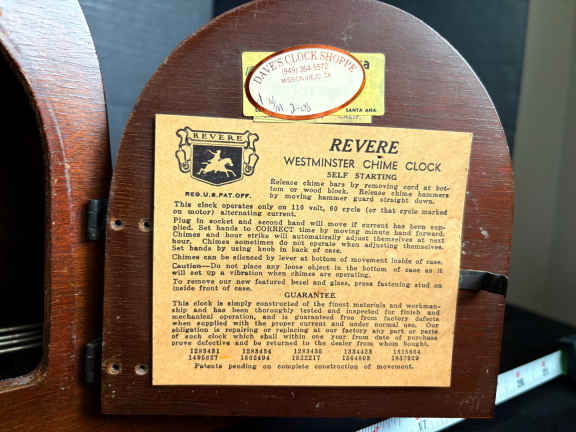 DAVE'S CLOCK SHOPPE
(949) 364-5572
MISSION VIEJO, CA
SANTA ANA,
CALIF.
REVERE
REG.U.S.PAT.OFF.
REVERE
WESTMINSTER CHIME CLOCK
SELF STARTING
Release chime bars by removing cord at bot-
tom or wood block. Release chime hammers
by moving hammer guard straight down.
This clock operates only on 110 volt, 60 cycle (or that cycle marked
on motor) alternating current.
Plug in socket and second hand will move if current has been sup-
plied. Set hands to CORRECT time by moving minute hand forward.
Chimes and hour strike will automatically adjust themselves at next
hour. Chimes sometimes do not operate when adjusting themselves.
Set hands by using knob in back of case.
Chimes can be silenced by lever at bottom of movement inside of case.
Caution—Do not place any loose object in the bottom of case as it
will set up a vibration when chimes are operating.
To remove our new featured bezel and glass, press fastening stud on
inside front of case.
GUARANTEE
This clock is simply constructed of the finest materials and workman-
ship and has been thoroughly tested and inspected for finish and
mechanical operation, and is guaranteed free from factory defects
when supplied with the proper current and under normal use. Our
obligation is repairing or replacing at our factory any part or parts
of such clock which shall within one year from date of purchase
prove defective and be returned to the dealer from whom bought.
Patents pending on complete construction of movement.